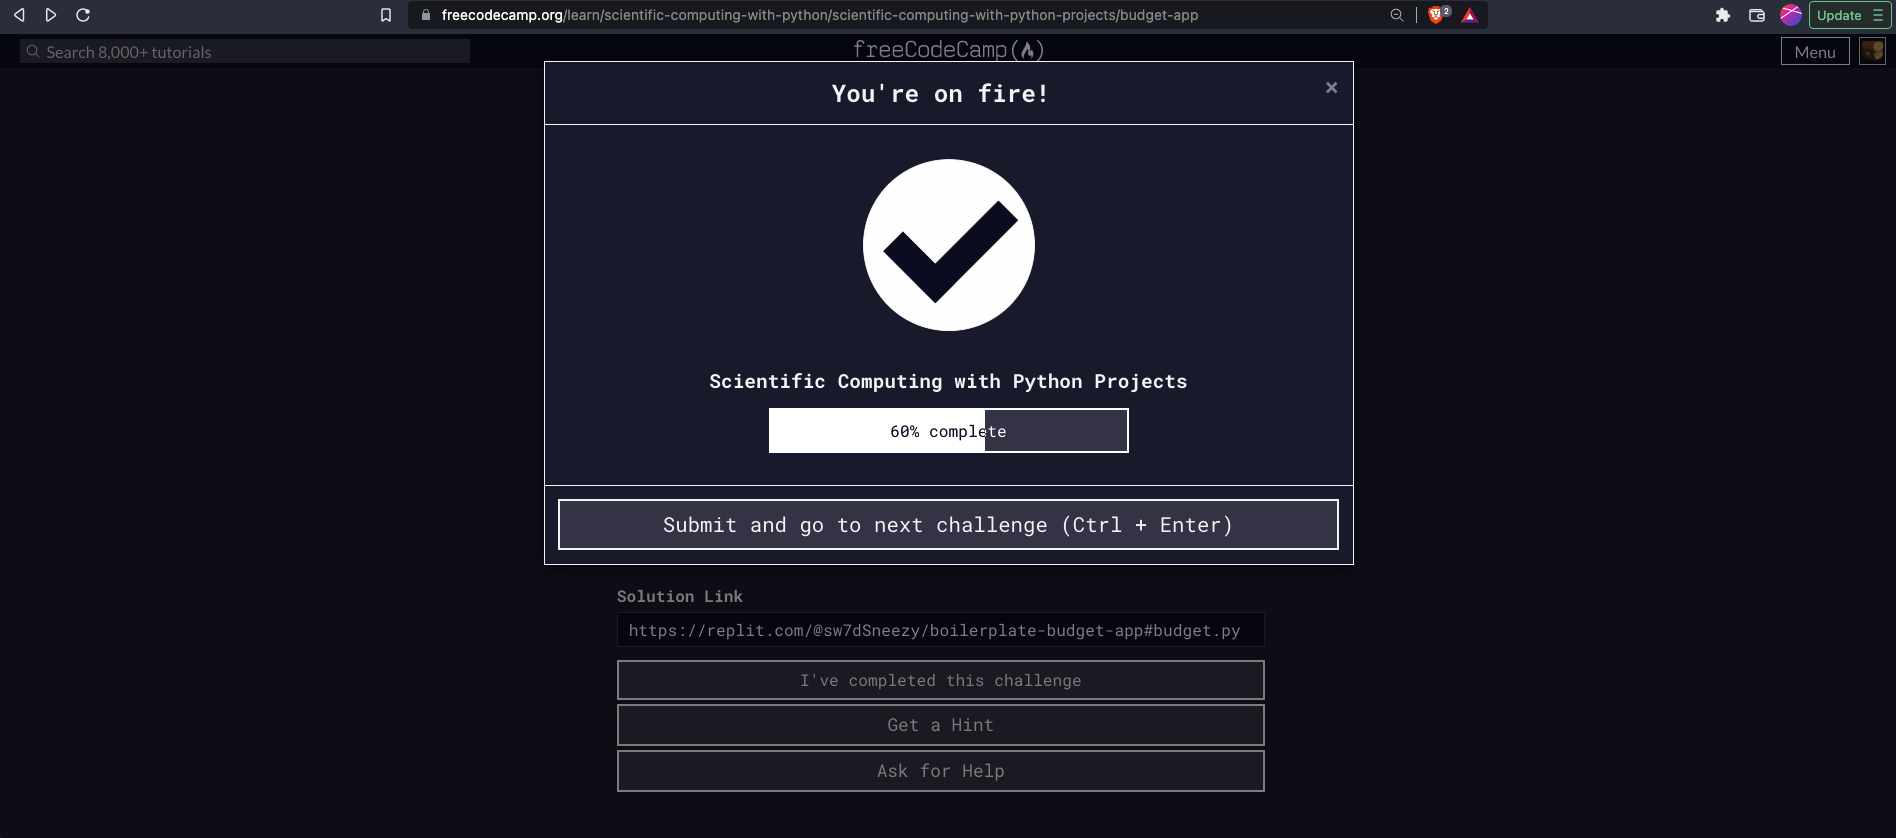 freecodecamp.org/learn/scientific-computing-with-python/scientific-computing-with-python-projects/budget-app
2
Update
Search 8,000+ tutorials
freeCodeCamp(🔥)
Menu
You're on fire!
×
Scientific Computing with Python Projects
60% complete
Submit and go to next challenge (Ctrl + Enter)
Solution Link
https://replit.com/@sw7dSneezy/boilerplate-budget-app#budget.py
I've completed this challenge
Get a Hint
Ask for Help